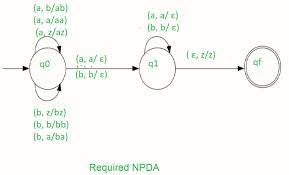 (a, b/ab)
(a, a/aa)
(a, z/az)
q0
(a, a/ ε)
(b, b/ ε)
(a, a/ ε)
(b, b/ ε)
q1
( ε, z/z)
qf
(b, z/bz)
(b, b/bb)
(b, a/ba)
Required NPDA